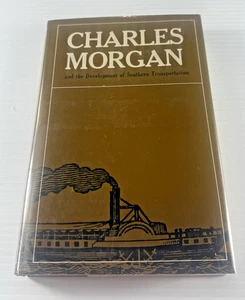 CHARLES
MORGAN
and the Development of Southern Transportation